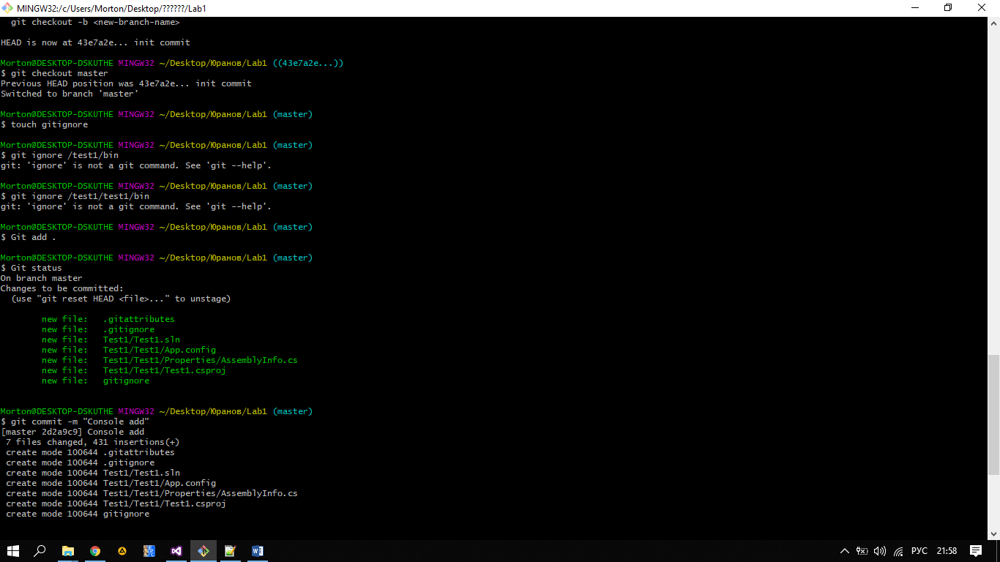 MINGW32:/c/Users/Morton/Desktop/??????/Lab1
git checkout -b <new-branch-name>
HEAD is now at 43e7a2e... init commit
Morton@DESKTOP-DSKUTHE MINGW32 ~/Desktop/Юранов/Lab1 ((43e7a2e...))
$ git checkout master
Previous HEAD position was 43e7a2e... init commit
Switched to branch 'master'
Morton@DESKTOP-DSKUTHE MINGW32 ~/Desktop/Юранов/Lab1 (master)
$ touch gitignore
Morton@DESKTOP-DSKUTHE MINGW32 ~/Desktop/Юранов/Lab1 (master)
$ git ignore /test1/bin
git: 'ignore' is not a git command. See 'git --help'.
Morton@DESKTOP-DSKUTHE MINGW32 ~/Desktop/Юранов/Lab1 (master)
$ git ignore /test1/test1/bin
git: 'ignore' is not a git command. See 'git --help'.
Morton@DESKTOP-DSKUTHE MINGW32 ~/Desktop/Юранов/Lab1 (master)
$ Git add .
Morton@DESKTOP-DSKUTHE MINGW32 ~/Desktop/Юранов/Lab1 (master)
$ Git status
On branch master
Changes to be committed:
(use "git reset HEAD <file>..." to unstage)
new file: .gitattributes
new file: .gitignore
new file: Test1/Test1.sln
new file: Test1/Test1/App.config
new file: Test1/Test1/Properties/AssemblyInfo.cs
new file: Test1/Test1/Test1.csproj
new file: gitignore
Morton@DESKTOP-DSKUTHE MINGW32 ~/Desktop/Юранов/Lab1 (master)
$ git commit -m "Console add"
[master 2d2a9c9] Console add
7 files changed, 431 insertions(+)
create mode 100644 .gitattributes
create mode 100644 .gitignore
create mode 100644 Test1/Test1.sln
create mode 100644 Test1/Test1/App.config
create mode 100644 Test1/Test1/Properties/AssemblyInfo.cs
create mode 100644 Test1/Test1/Test1.csproj
create mode 100644 gitignore
РУС 21:58